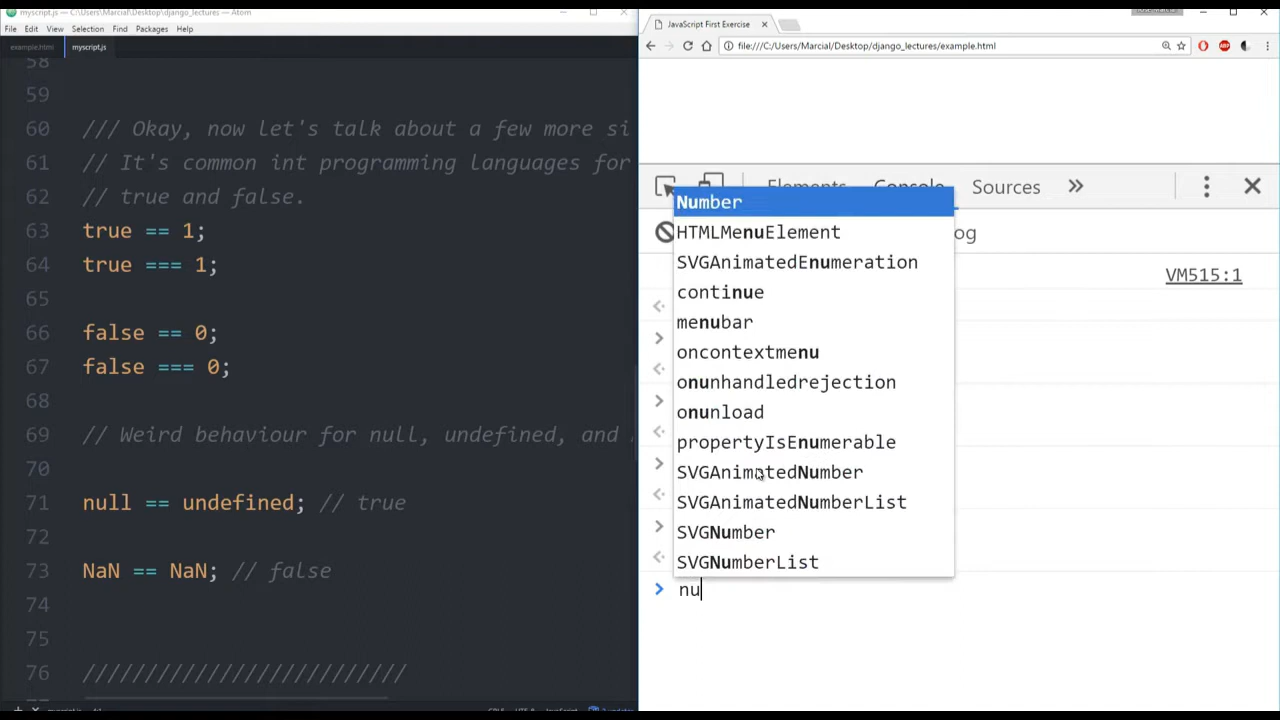 myscript.js — C:\Users\Marcial\Desktop\django_lectures — Atom
File Edit View Selection Find Packages Help
example.html myscript.js
58
59
60 /// Okay, now let's talk about a few more si
61 // It's common int programming languages for
62 // true and false.
63 true == 1;
64 true === 1;
65
66 false == 0;
67 false === 0;
68
69 // Weird behaviour for null, undefined, and
70
71 null == undefined; // true
72
73 NaN == NaN; // false
74
75
76 //////////////////////////
JavaScript First Exercise
file:///C:/Users/Marcial/Desktop/django_lectures/example.html
Elements Console Sources
og
VM515:1
Number
HTMLMenuElement
SVGAnimatedEnumeration
continue
menubar
oncontextmenu
onunhandledrejection
onunload
propertyIsEnumerable
SVGAnimatedNumber
SVGAnimatedNumberList
SVGNumber
SVGNumberList
> nu